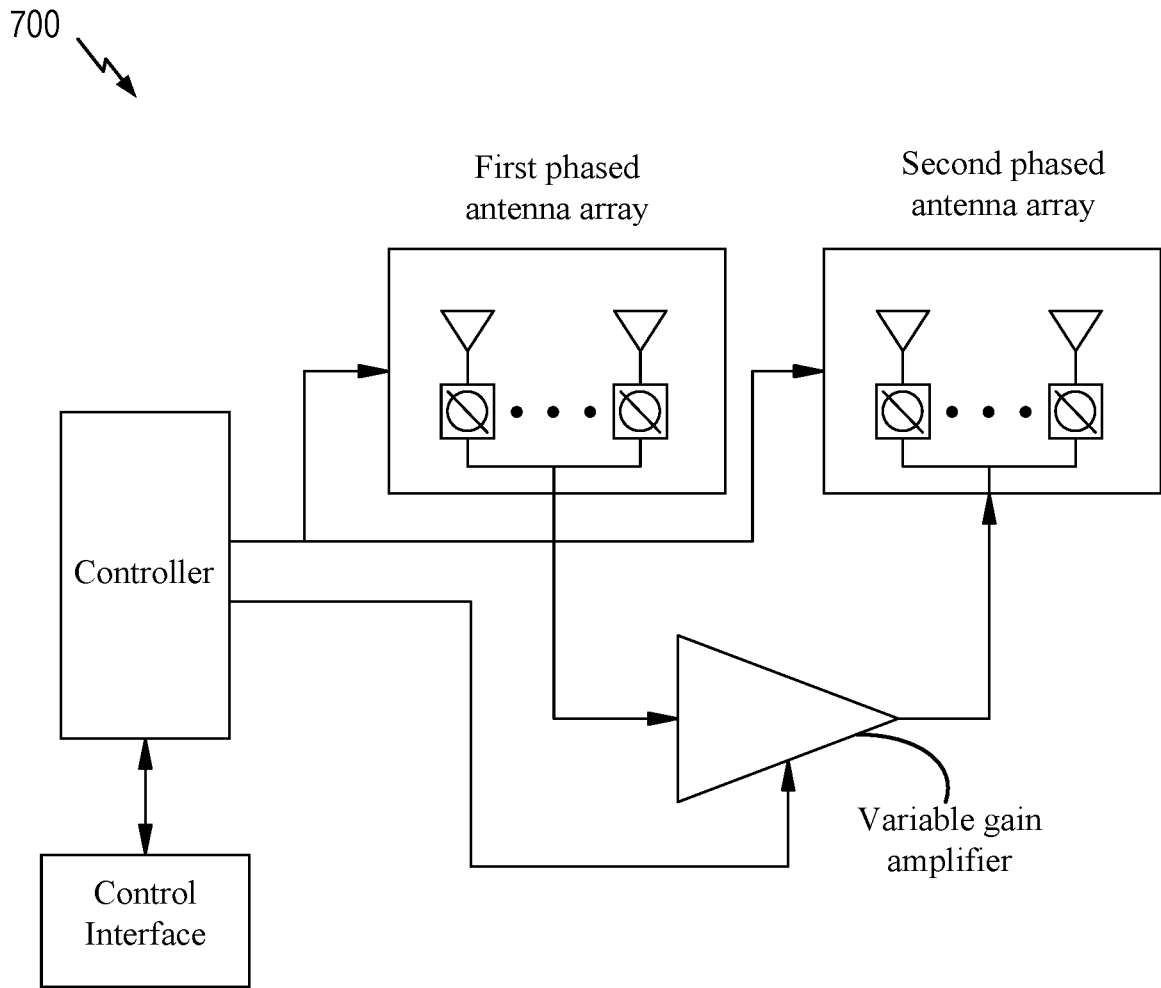 700
First phased
antenna array
Second phased
antenna array
Controller
Variable gain
amplifier
Control
Interface